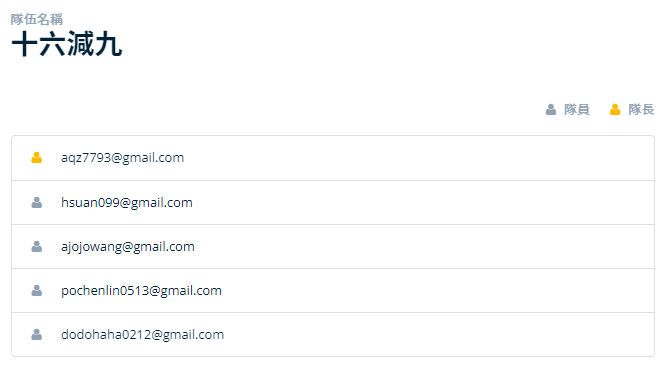 隊伍名稱
十六減九
隊員 隊長
aqz7793@gmail.com
hsuan099@gmail.com
ajojowang@gmail.com
pochenlin0513@gmail.com
dodohaha0212@gmail.com